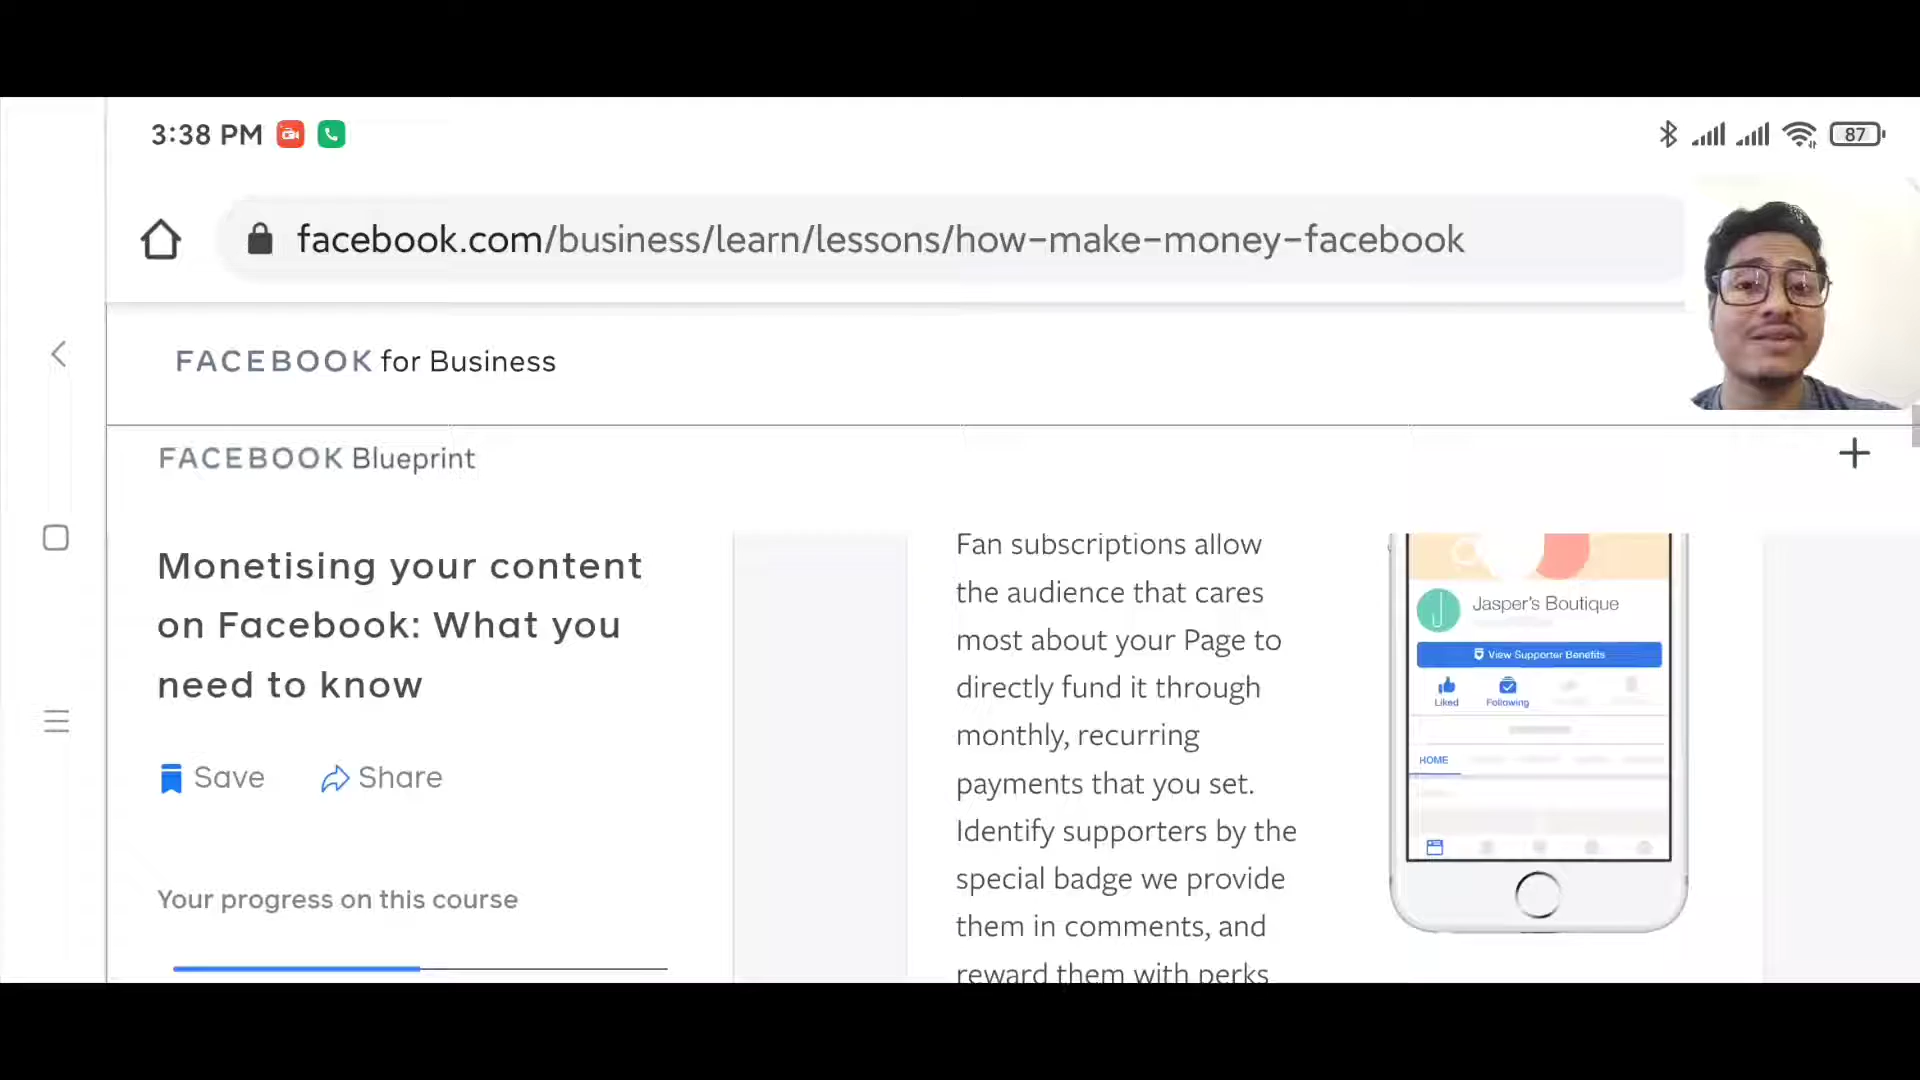 3:38 PM
87
facebook.com/business/learn/lessons/how-make-money-facebook
FACEBOOK for Business
FACEBOOK Blueprint
Monetising your content
on Facebook: What you
need to know
Save
Share
Your progress on this course
Fan subscriptions allow
the audience that cares
most about your Page to
directly fund it through
monthly, recurring
payments that you set.
Identify supporters by the
special badge we provide
them in comments, and
reward them with perks
J
Jasper's Boutique
View Supporter Benefits
Liked
Following
HOME